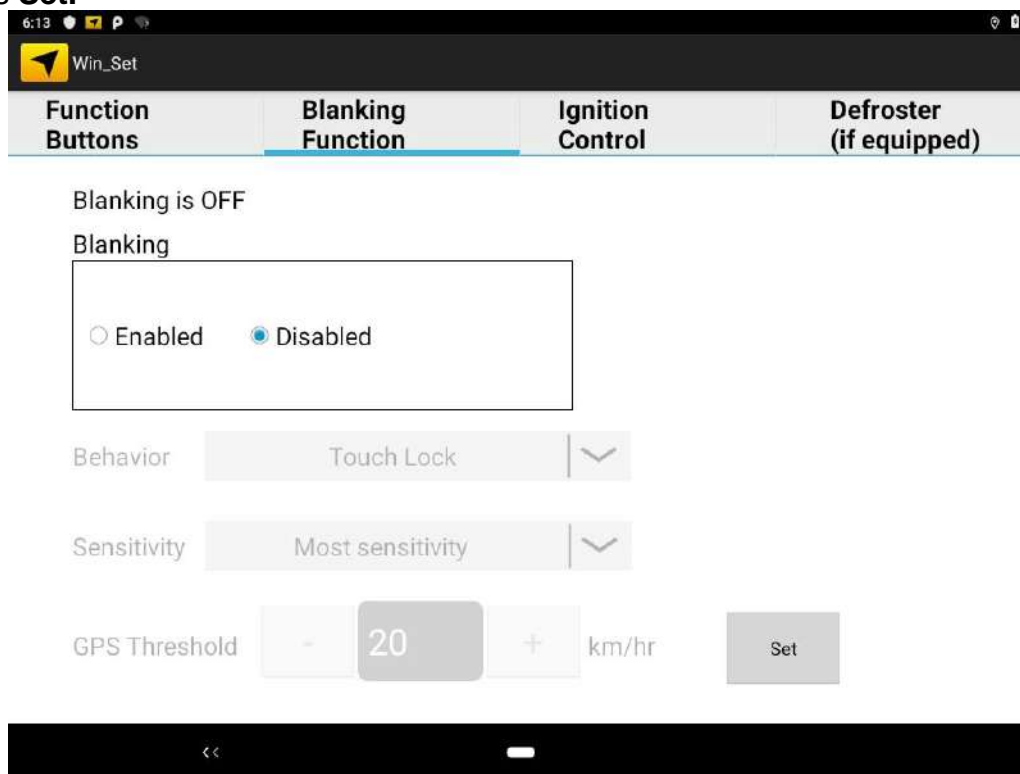 Set.
6:13
Win_Set
Function Buttons
Blanking Function
Ignition Control
Defroster (if equipped)
Blanking is OFF
Blanking
Enabled Disabled
Behavior Touch Lock
Sensitivity Most sensitivity
GPS Threshold - 20 + km/hr Set
<<